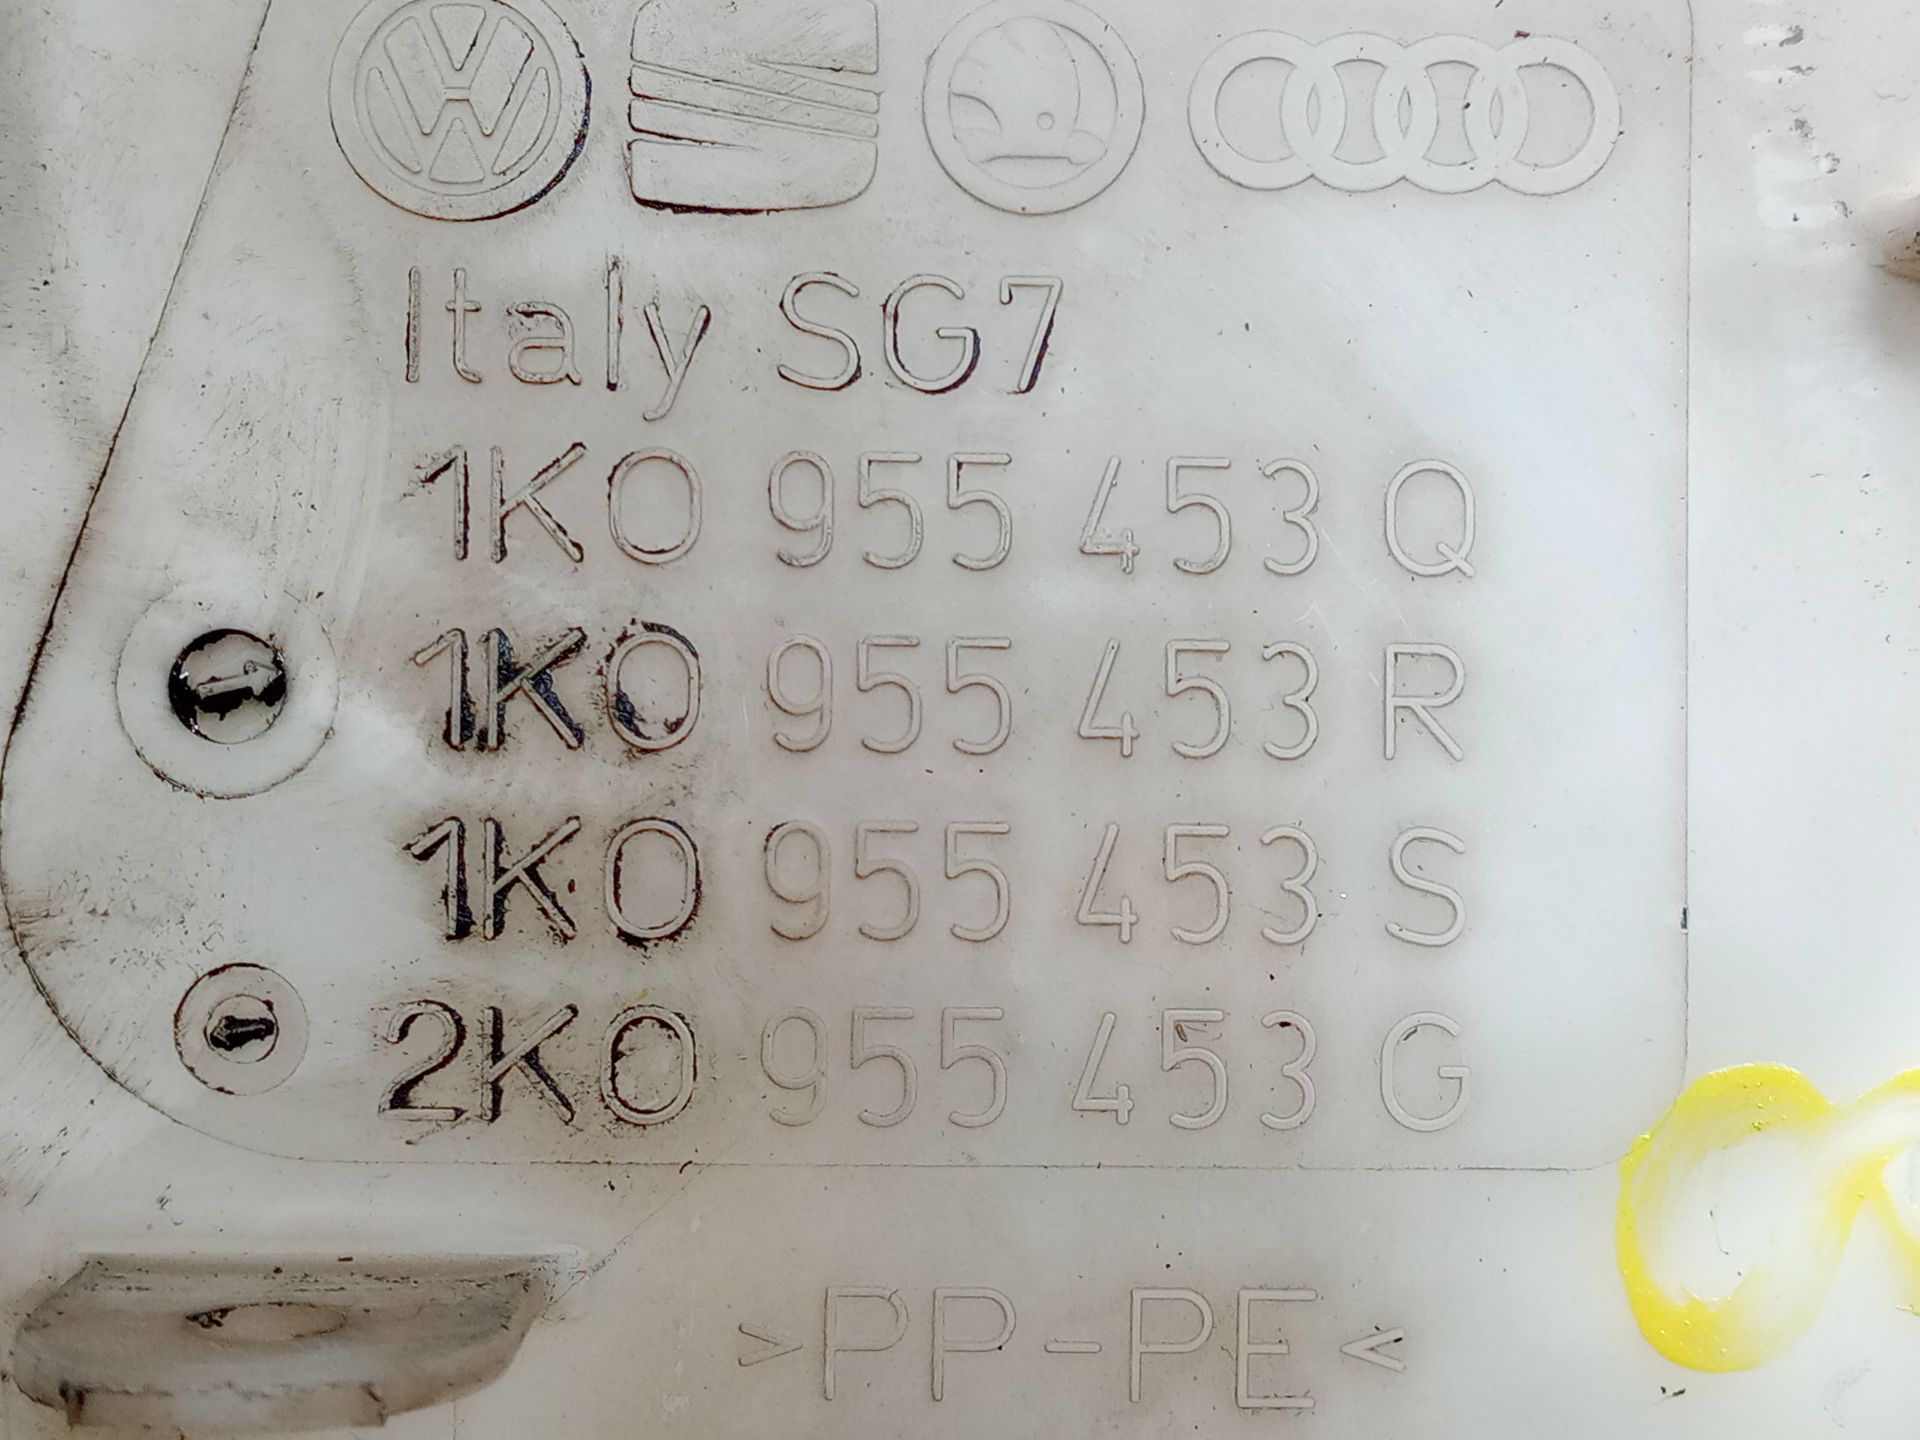 Italy SG7
1K0 955 453 Q
1K0 955 453 R
1K0 955 453 S
2K0 955 453 G
>PP-PE<